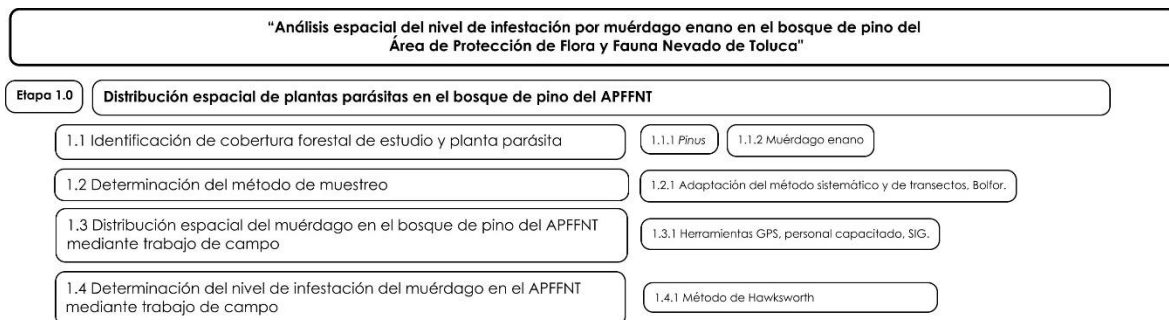 “Análisis espacial del nivel de infestación por muérdago enano en el bosque de pino del
Área de Protección de Flora y Fauna Nevado de Toluca"
Etapa 1.0
Distribución espacial de plantas parásitas en el bosque de pino del APFFNT
1.1 Identificación de cobertura forestal de estudio y planta parásita
1.1.1 Pinus
1.1.2 Muérdago enano
1.2 Determinación del método de muestreo
1.2.1 Adaptación del método sistemático y de transectos, Bolfor.
1.3 Distribución espacial del muérdago en el bosque de pino del APFFNT
mediante trabajo de campo
1.3.1 Herramientas GPS, personal capacitado, SIG.
1.4 Determinación del nivel de infestación del muérdago en el APFFNT
mediante trabajo de campo
1.4.1 Método de Hawksworth